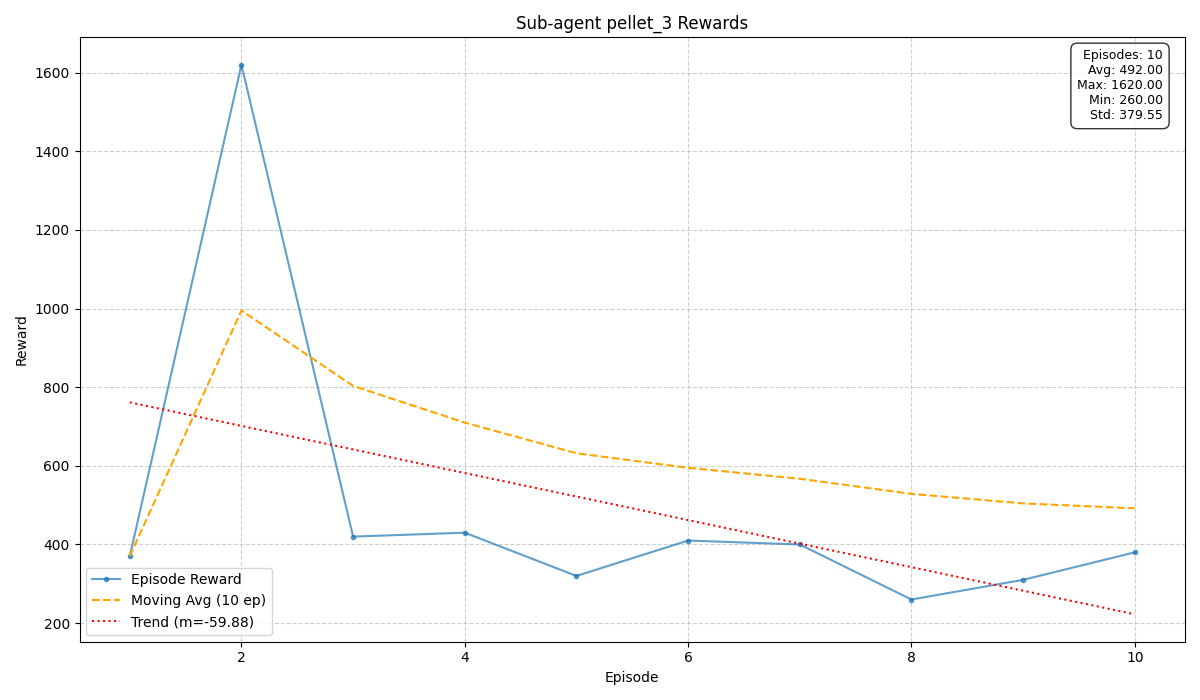 Sub-agent pellet_3 Rewards
Episodes: 10
Avg: 492.00
Max: 1620.00
Min: 260.00
Std: 379.55
1600
1400
1200
1000
800
600
400
200
Reward
Episode Reward
Moving Avg (10 ep)
Trend (m=-59.88)
2
4
6
8
10
Episode